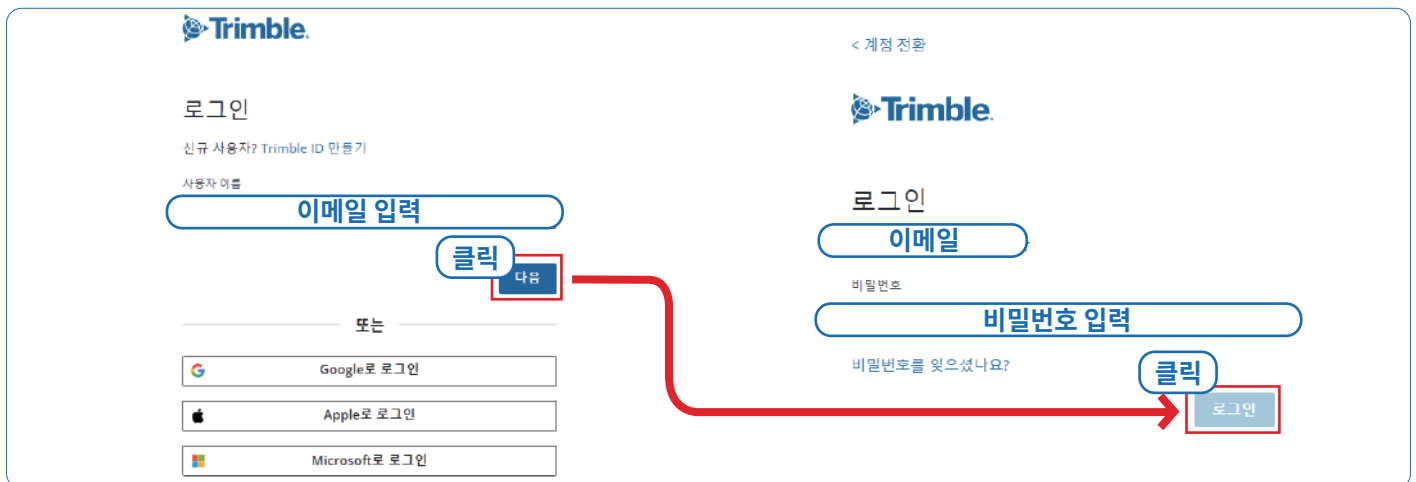 Trimble.
로그인
신규 사용자? Trimble ID 만들기
사용자 이름
이메일 입력
클릭
다음
또는
Google로 로그인
Apple로 로그인
Microsoft로 로그인
< 계정 전환
Trimble.
로그인
이메일
비밀번호
비밀번호 입력
비밀번호를 잊으셨나요?
클릭
로그인